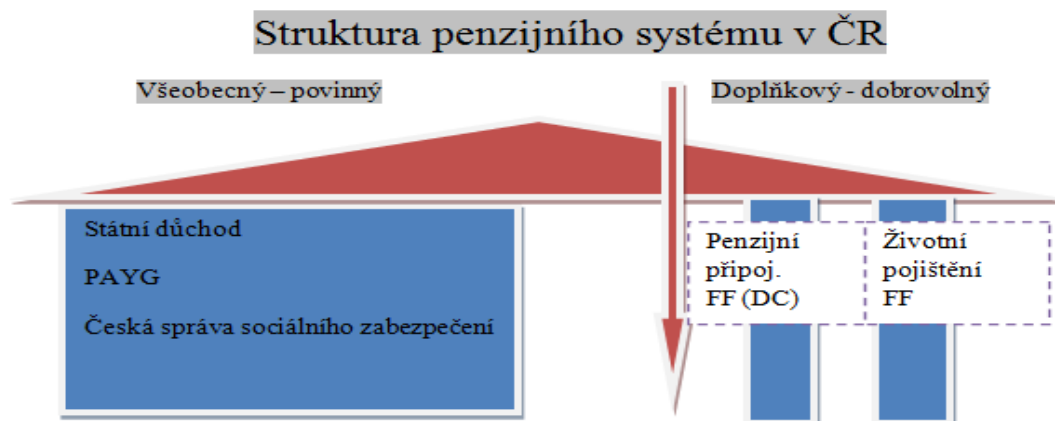 Struktura penzijního systému v ČR
Všeobecný – povinný
Doplňkový - dobrovolný
Státní důchod
PAYG
Česká správa sociálního zabezpečení
Penzijní
připoj.
FF (DC)
Životní
pojištění
FF